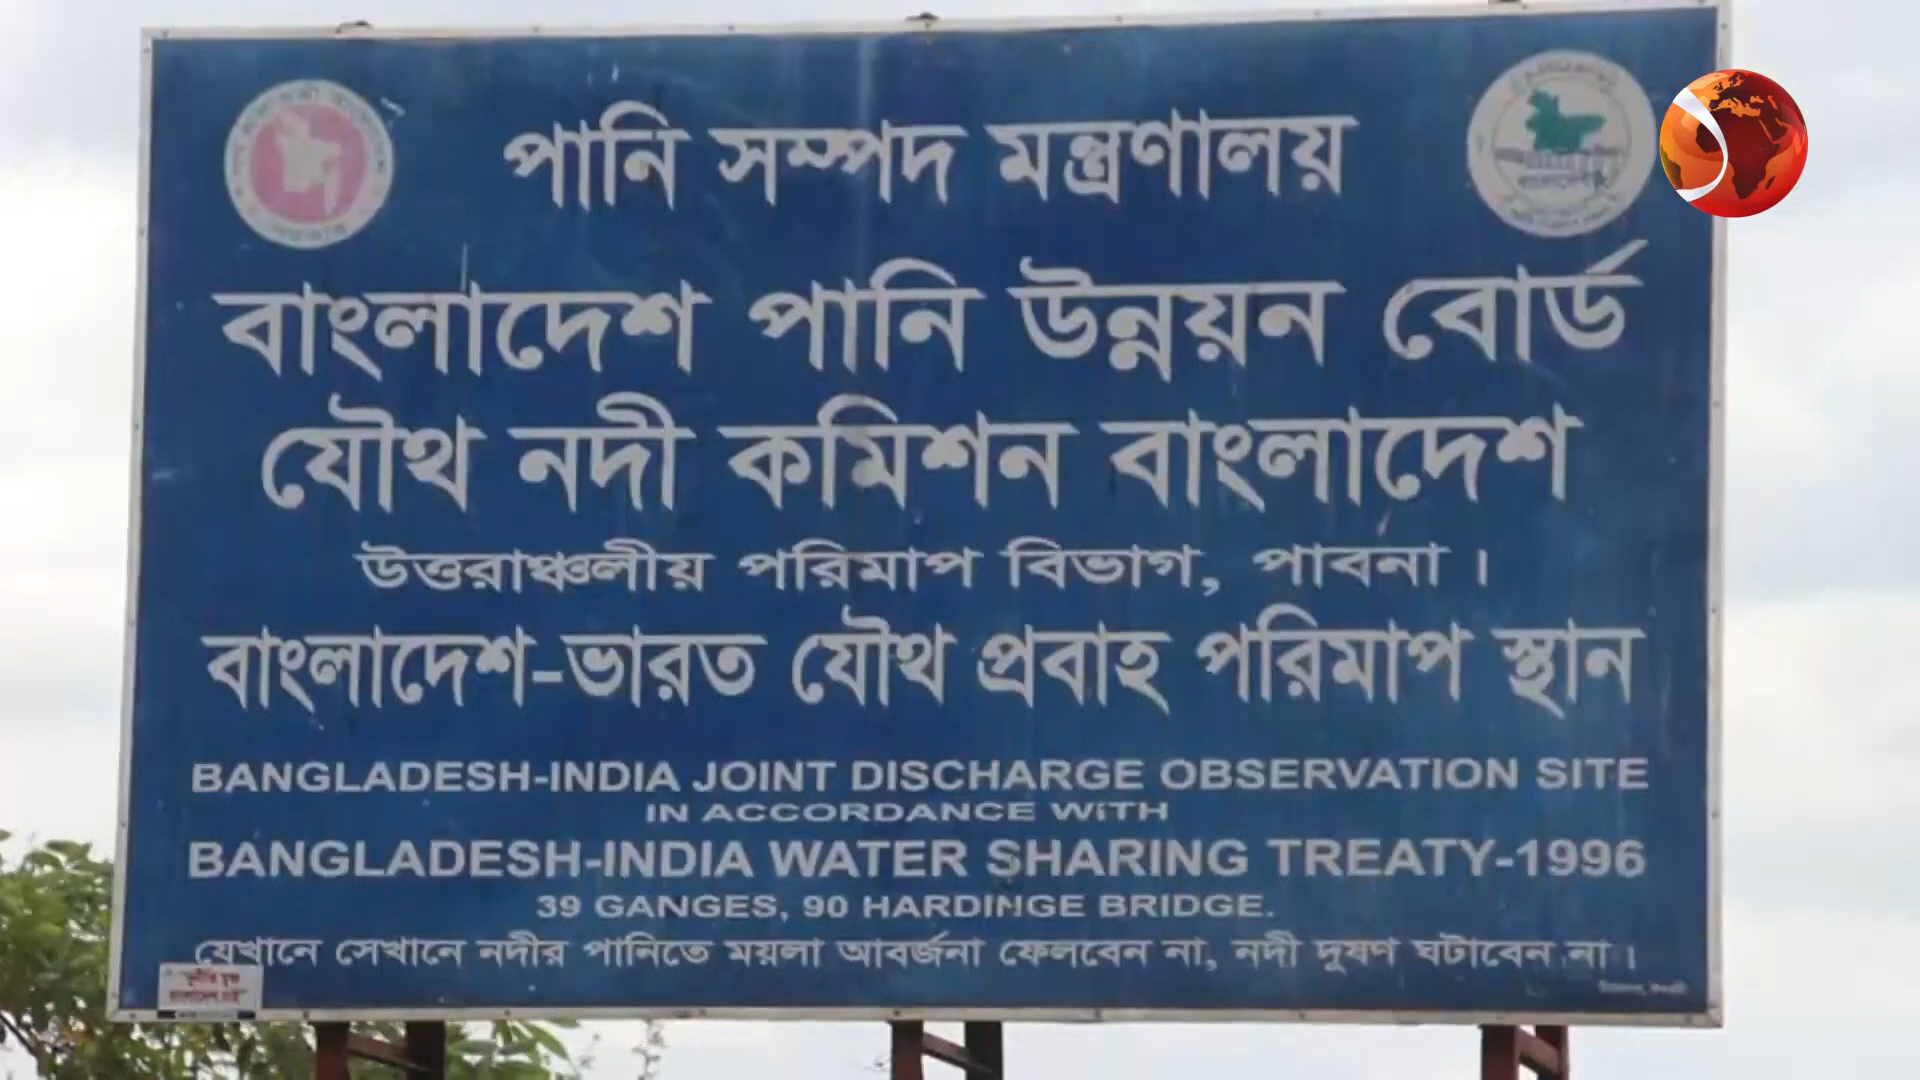 পানি সম্পদ মন্ত্রণালয়
বাংলাদেশ পানি উন্নয়ন বোর্ড
যৌথ নদী কমিশন বাংলাদেশ
উত্তরাঞ্চলীয় পরিমাপ বিভাগ, পাবনা।
বাংলাদেশ-ভারত যৌথ প্রবাহ পরিমাপ স্থান
BANGLADESH-INDIA JOINT DISCHARGE OBSERVATION SITE
IN ACCORDANCE WITH
BANGLADESH-INDIA WATER SHARING TREATY-1996
39 GANGES, 90 HARDINGE BRIDGE.
যেখানে সেখানে নদীর পানিতে ময়লা আবর্জনা ফেলবেন না, নদী দূষণ ঘটাবেন না।